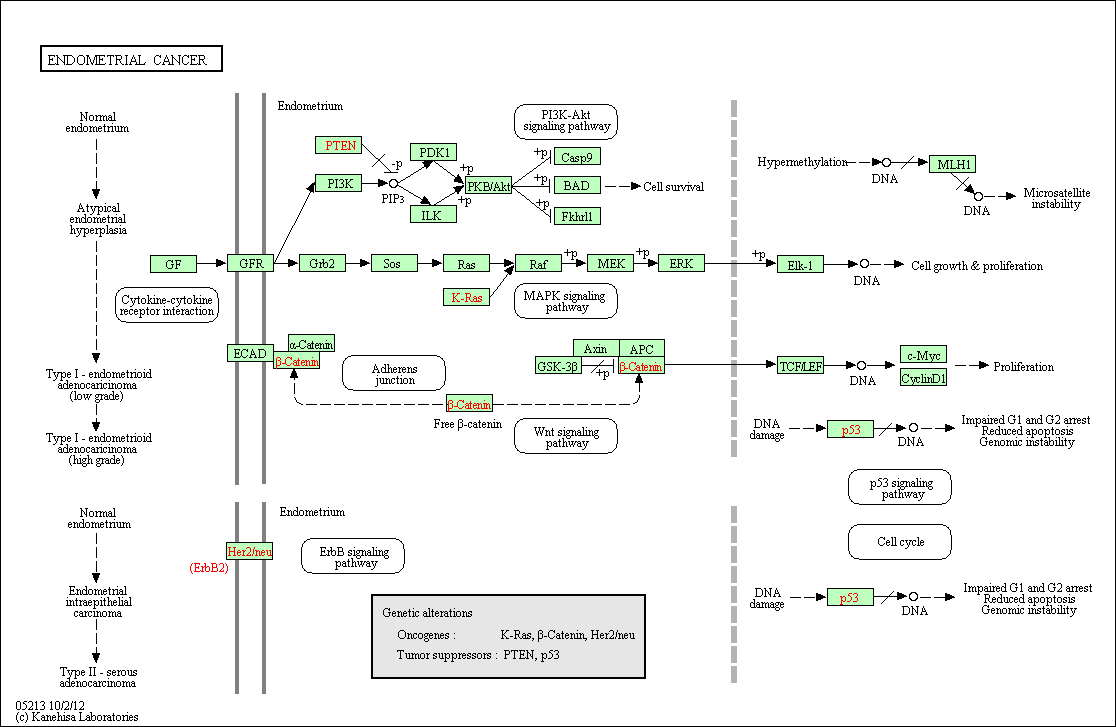 ENDOMETRIAL CANCER
Normal
endometrium
Atypical
endometrial
hyperplasia
Type I - endometrioid
adenocaricinoma
(low grade)
Type I - endometrioid
adenocaricinoma
(high grade)
Endometrium
PTEN
-p
PI3K
PIP3
PDK1
ILK
+p
+p
PKB/Akt
PI3K-Akt
signaling pathway
+p
+p
+p
Casp9
BAD
Fkhrl1
Cell survival
Hypermethylation
DNA
MLH1
DNA
Microsatellite
instability
GF
GFR
Grb2
Sos
Ras
Raf
+p
MEK
+p
ERK
+p
Elk-1
DNA
Cell growth & proliferation
K-Ras
MAPK signaling
pathway
Cytokine-cytokine
receptor interaction
ECAD
α-Catenin
β-Catenin
Adherens
junction
β-Catenin
Free β-catenin
Axin
APC
GSK-3β
+p
β-Catenin
Wnt signaling
pathway
TCF/LEF
DNA
c-Myc
CyclinD1
Proliferation
DNA
damage
p53
DNA
Impaired G1 and G2 arrest
Reduced apoptosis
Genomic instability
p53 signaling
pathway
Cell cycle
Normal
endometrium
Endometrial
intraepithelial
carcinoma
Type II - serous
adenocarcinoma
Endometrium
Her2/neu
(ErbB2)
ErbB signaling
pathway
DNA
damage
p53
DNA
Impaired G1 and G2 arrest
Reduced apoptosis
Genomic instability
Genetic alterations
Oncogenes : K-Ras, β-Catenin, Her2/neu
Tumor suppressors : PTEN, p53
05213 10/2/12
(c) Kanehisa Laboratories